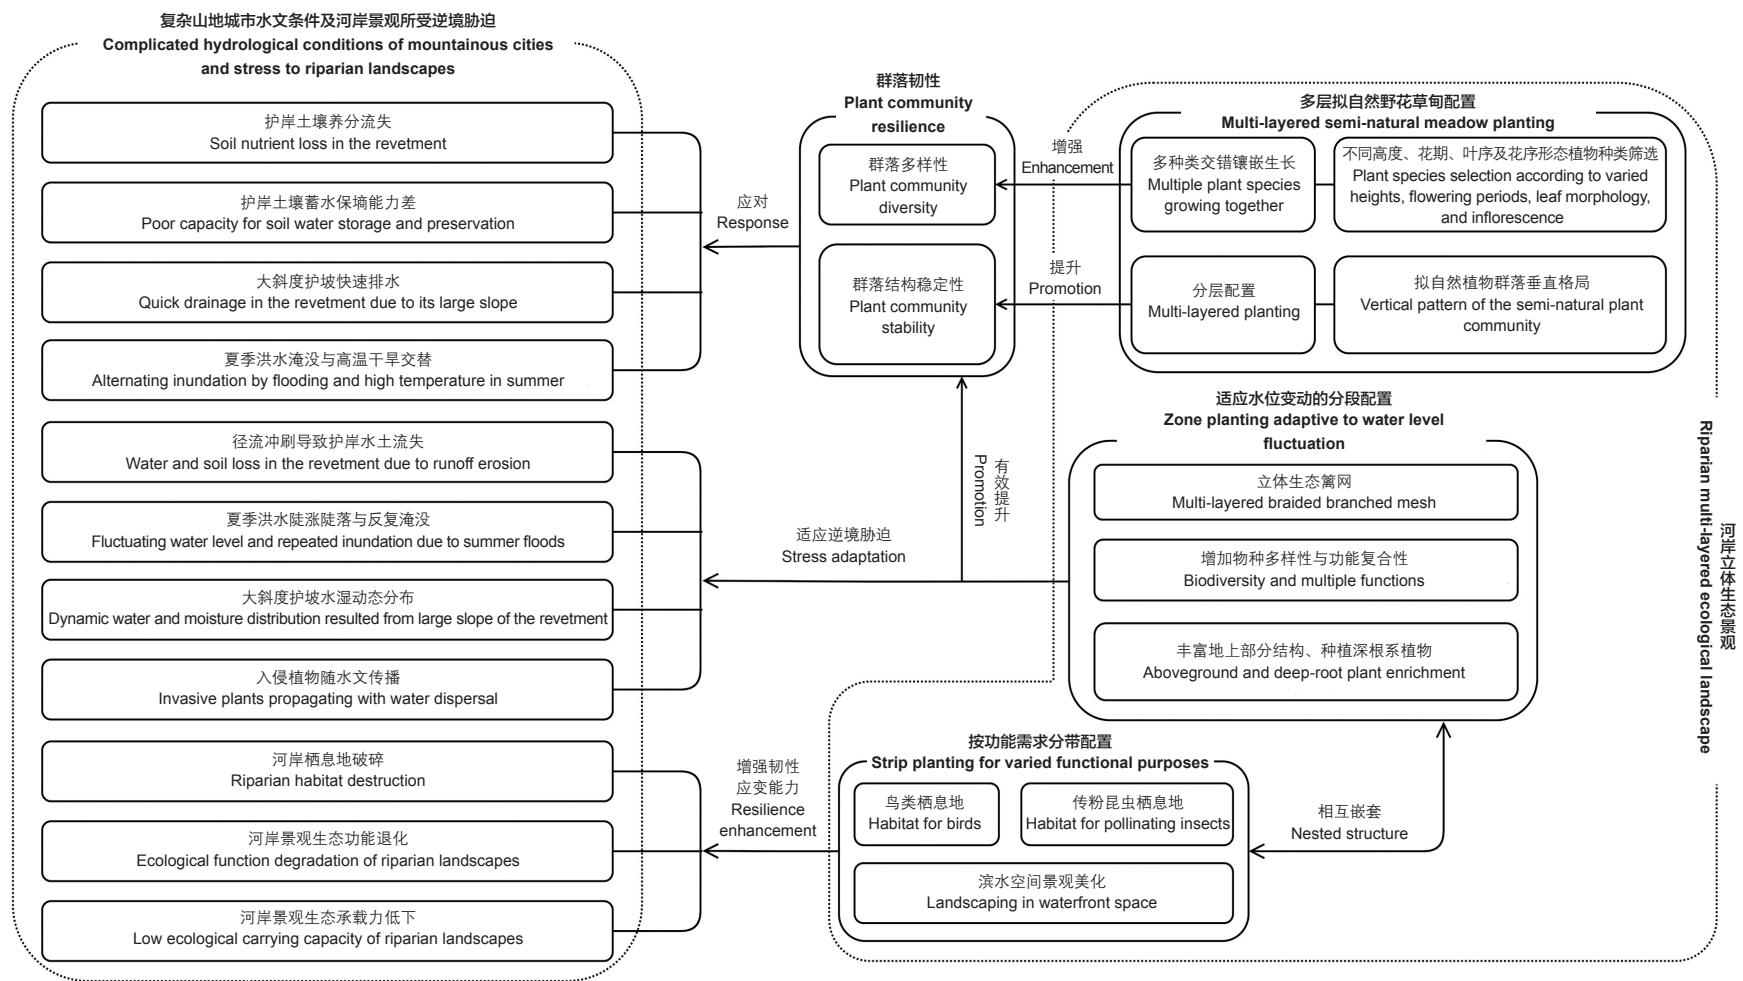 复杂山地城市水文条件及河岸景观所受逆境胁迫
Complicated hydrological conditions of mountainous cities
and stress to riparian landscapes
护岸土壤养分流失
Soil nutrient loss in the revetment
护岸土壤蓄水保墒能力差
Poor capacity for soil water storage and preservation
大斜度护坡快速排水
Quick drainage in the revetment due to its large slope
夏季洪水淹没与高温干旱交替
Alternating inundation by flooding and high temperature in summer
径流冲刷导致护岸水土流失
Water and soil loss in the revetment due to runoff erosion
夏季洪水陡涨陡落与反复淹没
Fluctuating water level and repeated inundation due to summer floods
大斜度护坡水湿动态分布
Dynamic water and moisture distribution resulted from large slope of the revetment
入侵植物随水文传播
Invasive plants propagating with water dispersal
河岸栖息地破碎
Riparian habitat destruction
河岸景观生态功能退化
Ecological function degradation of riparian landscapes
河岸景观生态承载力低下
Low ecological carrying capacity of riparian landscapes
应对
Response
适应逆境胁迫
Stress adaptation
增强韧性
应变能力
Resilience
enhancement
群落韧性
Plant community
resilience
群落多样性
Plant community
diversity
群落结构稳定性
Plant community
stability
增强
Enhancement
提升
Promotion
有效提升
Promotion
多层拟自然野花草甸配置
Multi-layered semi-natural meadow planting
多种类交错镶嵌生长
Multiple plant species
growing together
不同高度、花期、叶序及花序形态植物种类筛选
Plant species selection according to varied
heights, flowering periods, leaf morphology,
and inflorescence
分层配置
Multi-layered planting
拟自然植物群落垂直格局
Vertical pattern of the semi-natural plant
community
适应水位变动的分段配置
Zone planting adaptive to water level
fluctuation
立体生态篱网
Multi-layered braided branched mesh
增加物种多样性与功能复合性
Biodiversity and multiple functions
丰富地上部分结构、种植深根系植物
Aboveground and deep-root plant enrichment
按功能需求分带配置
Strip planting for varied functional purposes
鸟类栖息地
Habitat for birds
传粉昆虫栖息地
Habitat for pollinating insects
滨水空间景观美化
Landscaping in waterfront space
相互嵌套
Nested structure
河岸立体生态景观
Riparian multi-layered ecological landscape